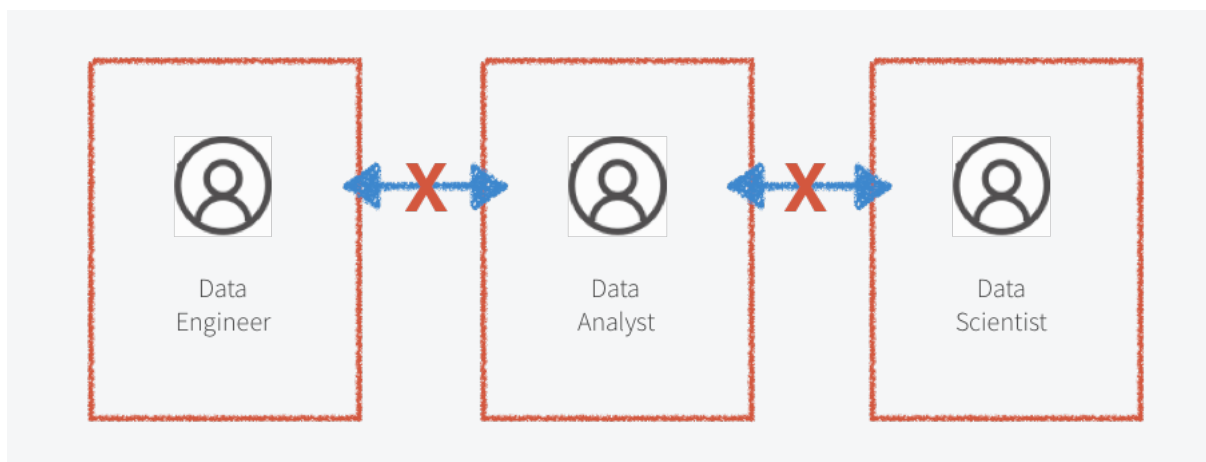 X
X
Data
Engineer
Data
Analyst
Data
Scientist